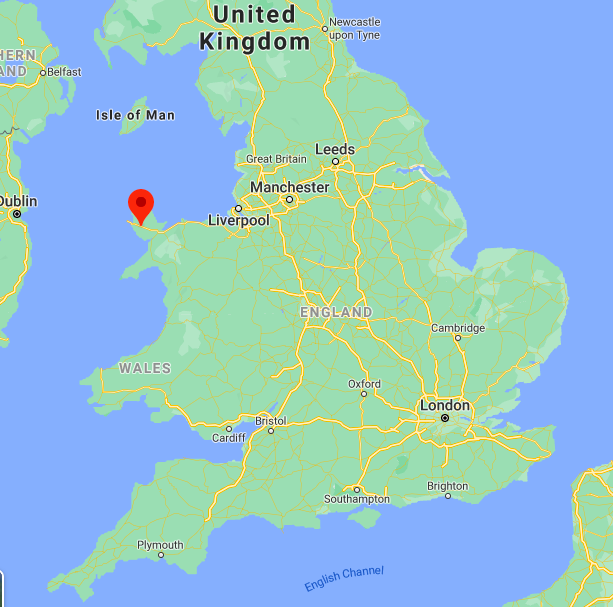 United
Kingdom
Newcastle
upon Tyne
HERN
AND
Belfast
Isle of Man
Leeds
Great Britain
Manchester
Dublin
Liverpool
ENGLAND
Cambridge
WALES
Oxford
London
Bristol
Cardiff
Brighton
Southampton
Plymouth
English Channel